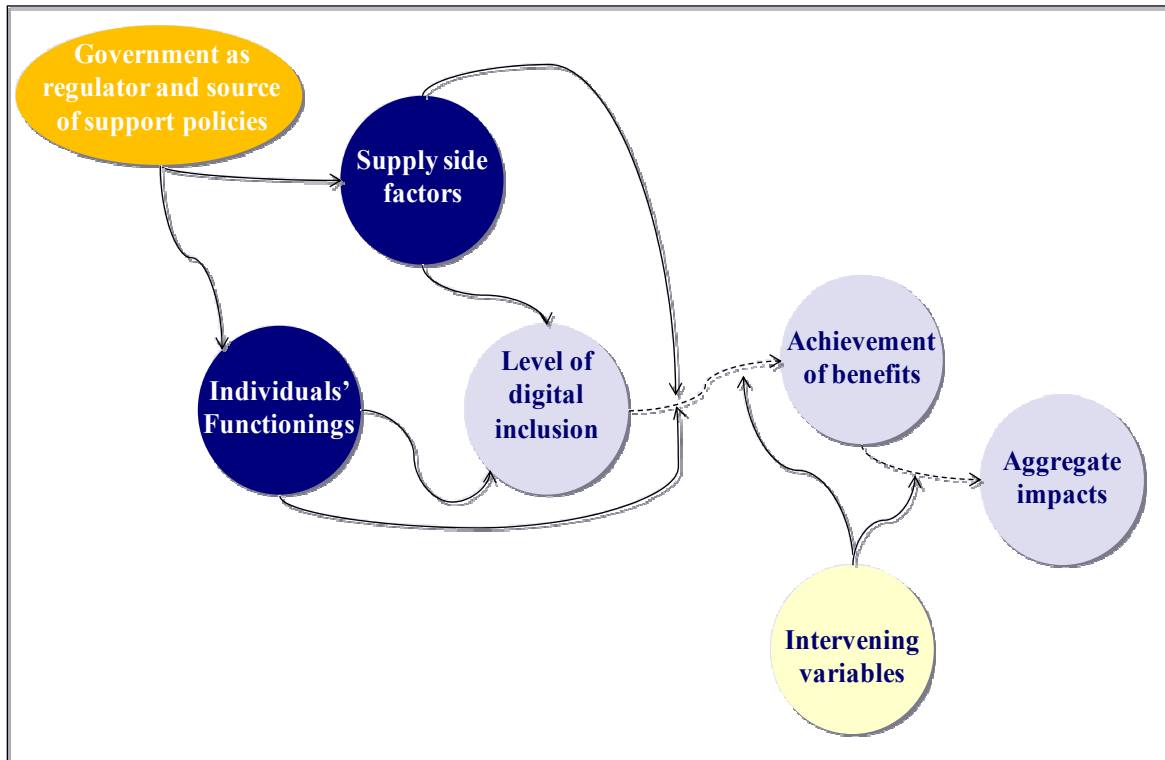 Government as
regulator and source
of support policies
Supply side
factors
Individuals’
Functionings
Level of
digital
inclusion
Achievement
of benefits
Aggregate
impacts
Intervening
variables